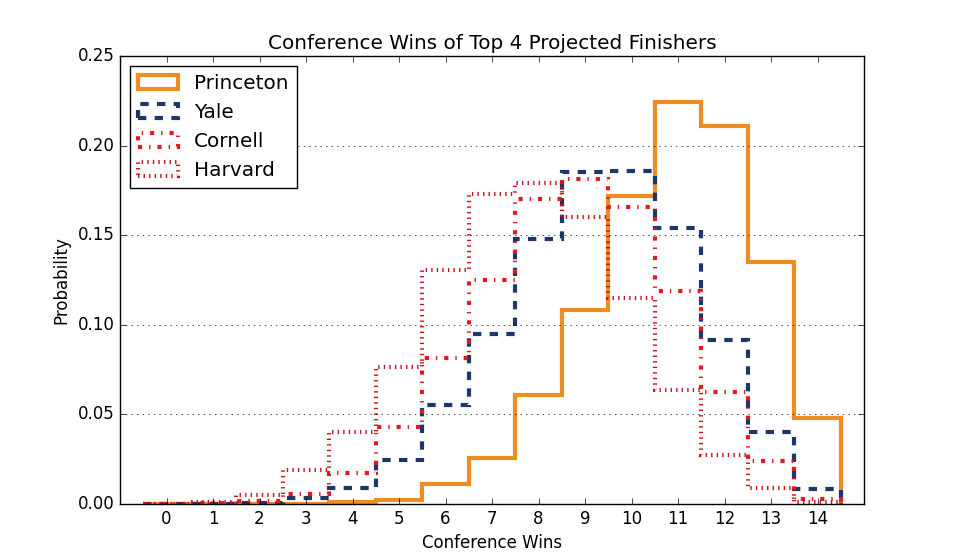 Conference Wins of Top 4 Projected Finishers
0.25
0.20
0.15
0.10
0.05
0.00
Probability
Princeton
Yale
Cornell
Harvard
0 1 2 3 4 5 6 7 8 9 10 11 12 13 14
Conference Wins